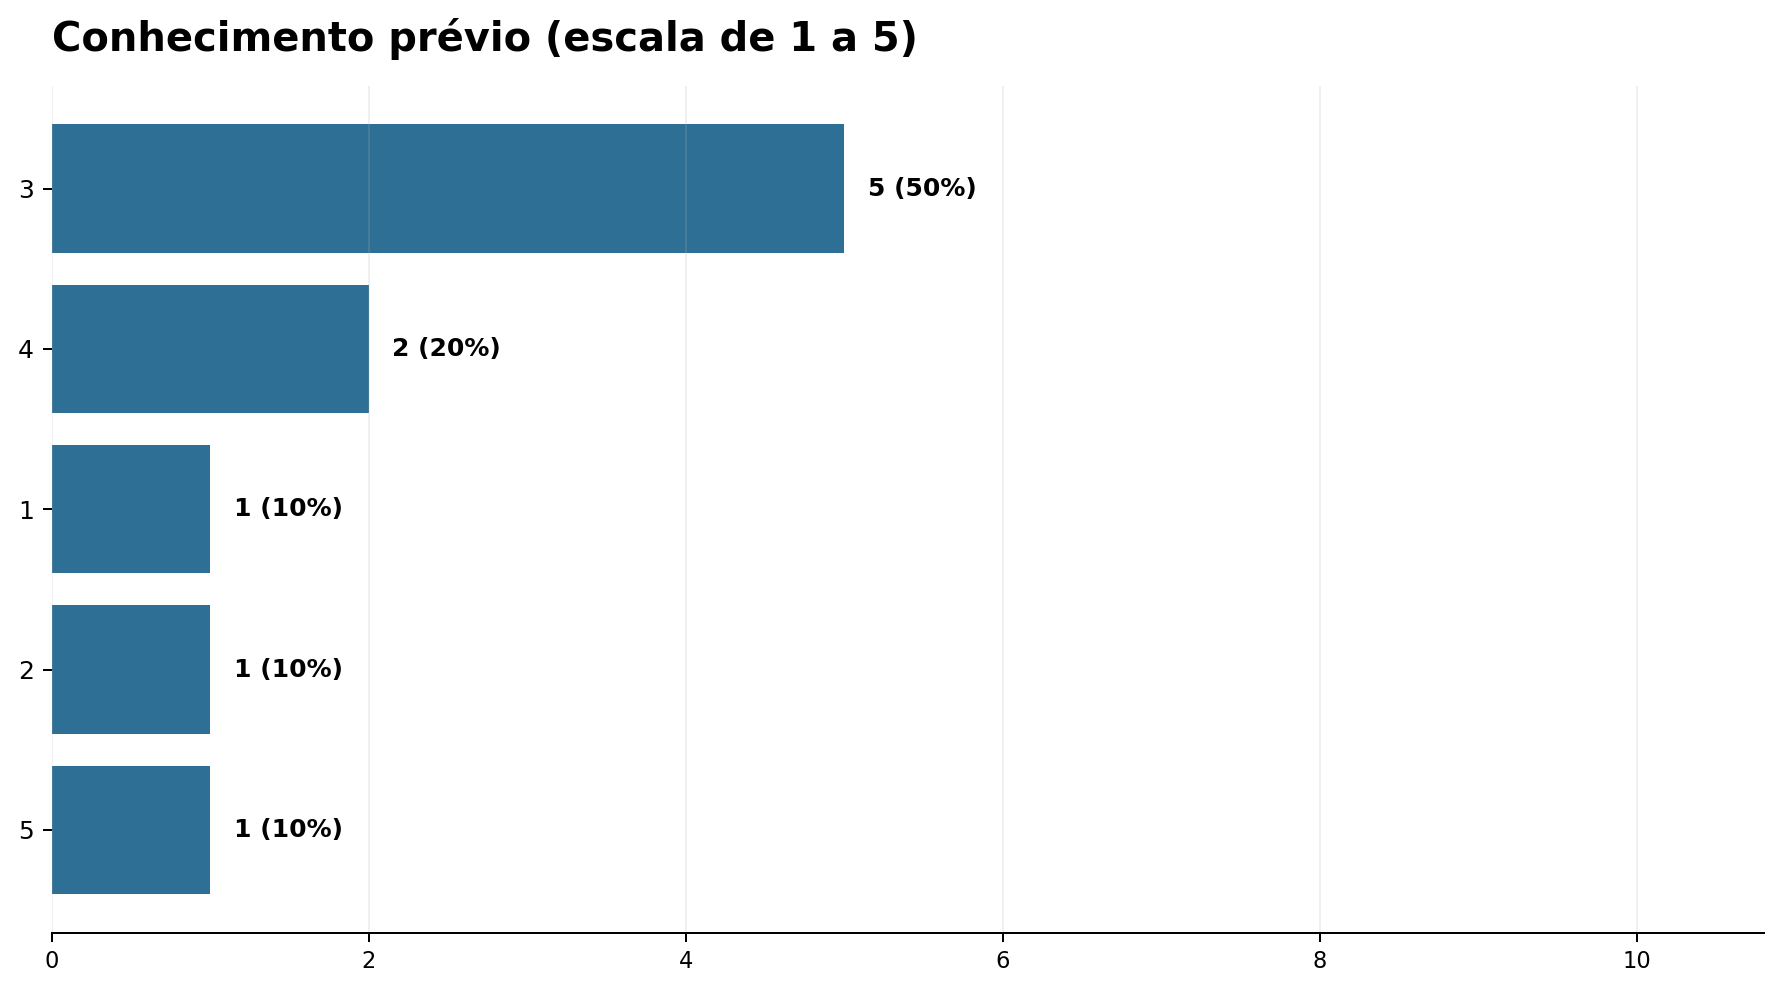 Conhecimento prévio (escala de 1 a 5)
3 5 (50%)
4 2 (20%)
1 1 (10%)
2 1 (10%)
5 1 (10%)
0 2 4 6 8 10